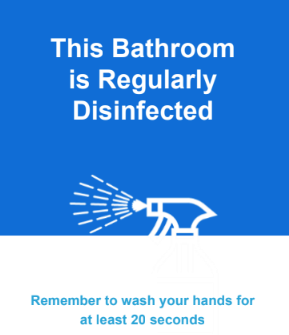 This Bathroom
is Regularly
Disinfected
Remember to wash your hands for
at least 20 seconds